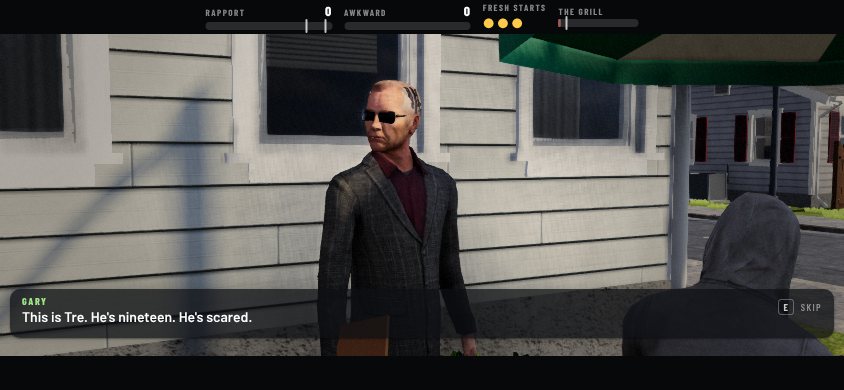 RAPPORT 0 AWKWARD 0 FRESH STARTS THE GRILL
GARY
This is Tre. He's nineteen. He's scared.
E SKIP